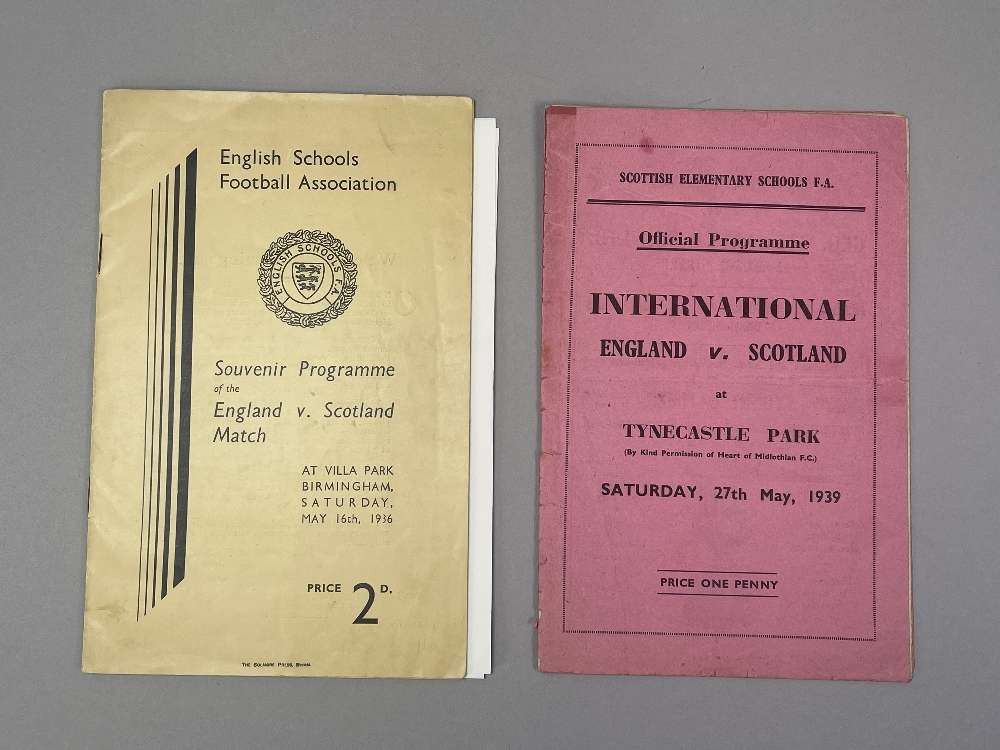 English Schools
Football Association
ENGLISH SCHOOLS F.A.
Souvenir Programme
of the
England v. Scotland
Match
AT VILLA PARK
BIRMINGHAM,
SATURDAY,
MAY 16th, 1936
PRICE 2D.
SCOTTISH ELEMENTARY SCHOOLS F.A.
Official Programme
INTERNATIONAL
ENGLAND v. SCOTLAND
at
TYNECASTLE PARK
(By Kind Permission of Heart of Midlothian F.C.)
SATURDAY, 27th May, 1939
PRICE ONE PENNY